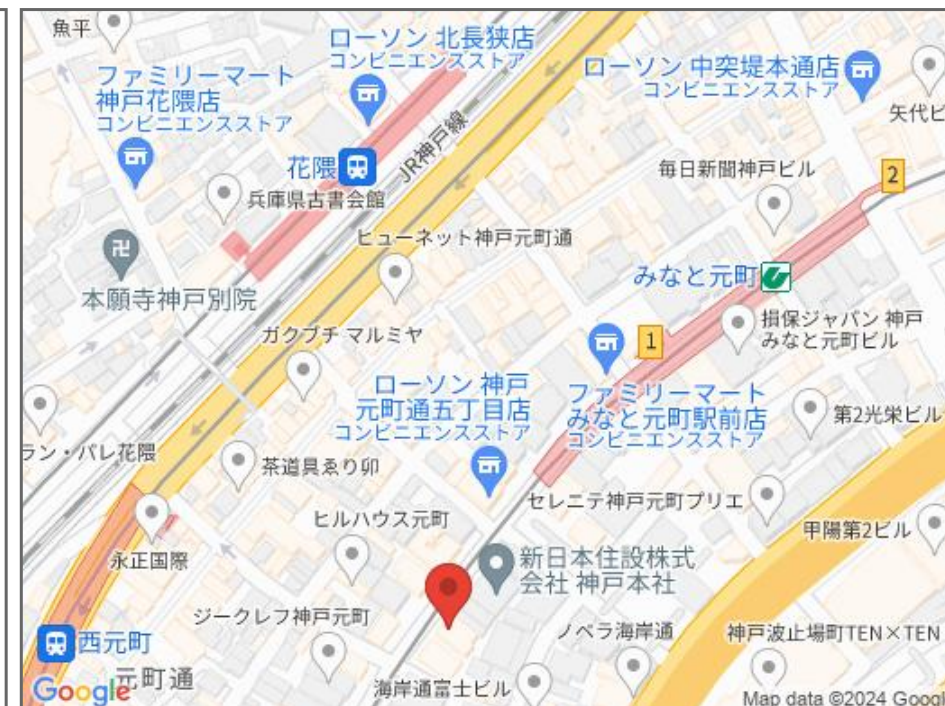 魚平
ローソン 北長狭店
コンビニエンスストア
ファミリーマート
神戸花隈店
コンビニエンスストア
ローソン 中突堤本通店
コンビニエンスストア
矢代ビ
JR神戸線
花隈
兵庫県古書会館
毎日新聞神戸ビル
2
ヒューネット神戸元町通
みなと元町
本願寺神戸別院
ガクブチ マルミヤ
1
損保ジャパン 神戸
みなと元町ビル
ローソン 神戸
元町通五丁目店
コンビニエンスストア
ファミリーマート
みなと元町駅前店
コンビニエンスストア
第2光栄ビル
ラン・パレ花隈
茶道具ゑり卯
セレニテ神戸元町プリエ
ヒルハウス元町
甲陽第2ビル
永正国際
新日本住設株式
会社 神戸本社
ジークレフ神戸元町
ノベラ海岸通
神戸波止場町TEN×TEN
西元町
元町通
海岸通富士ビル
Google
Map data ©2024 Googl